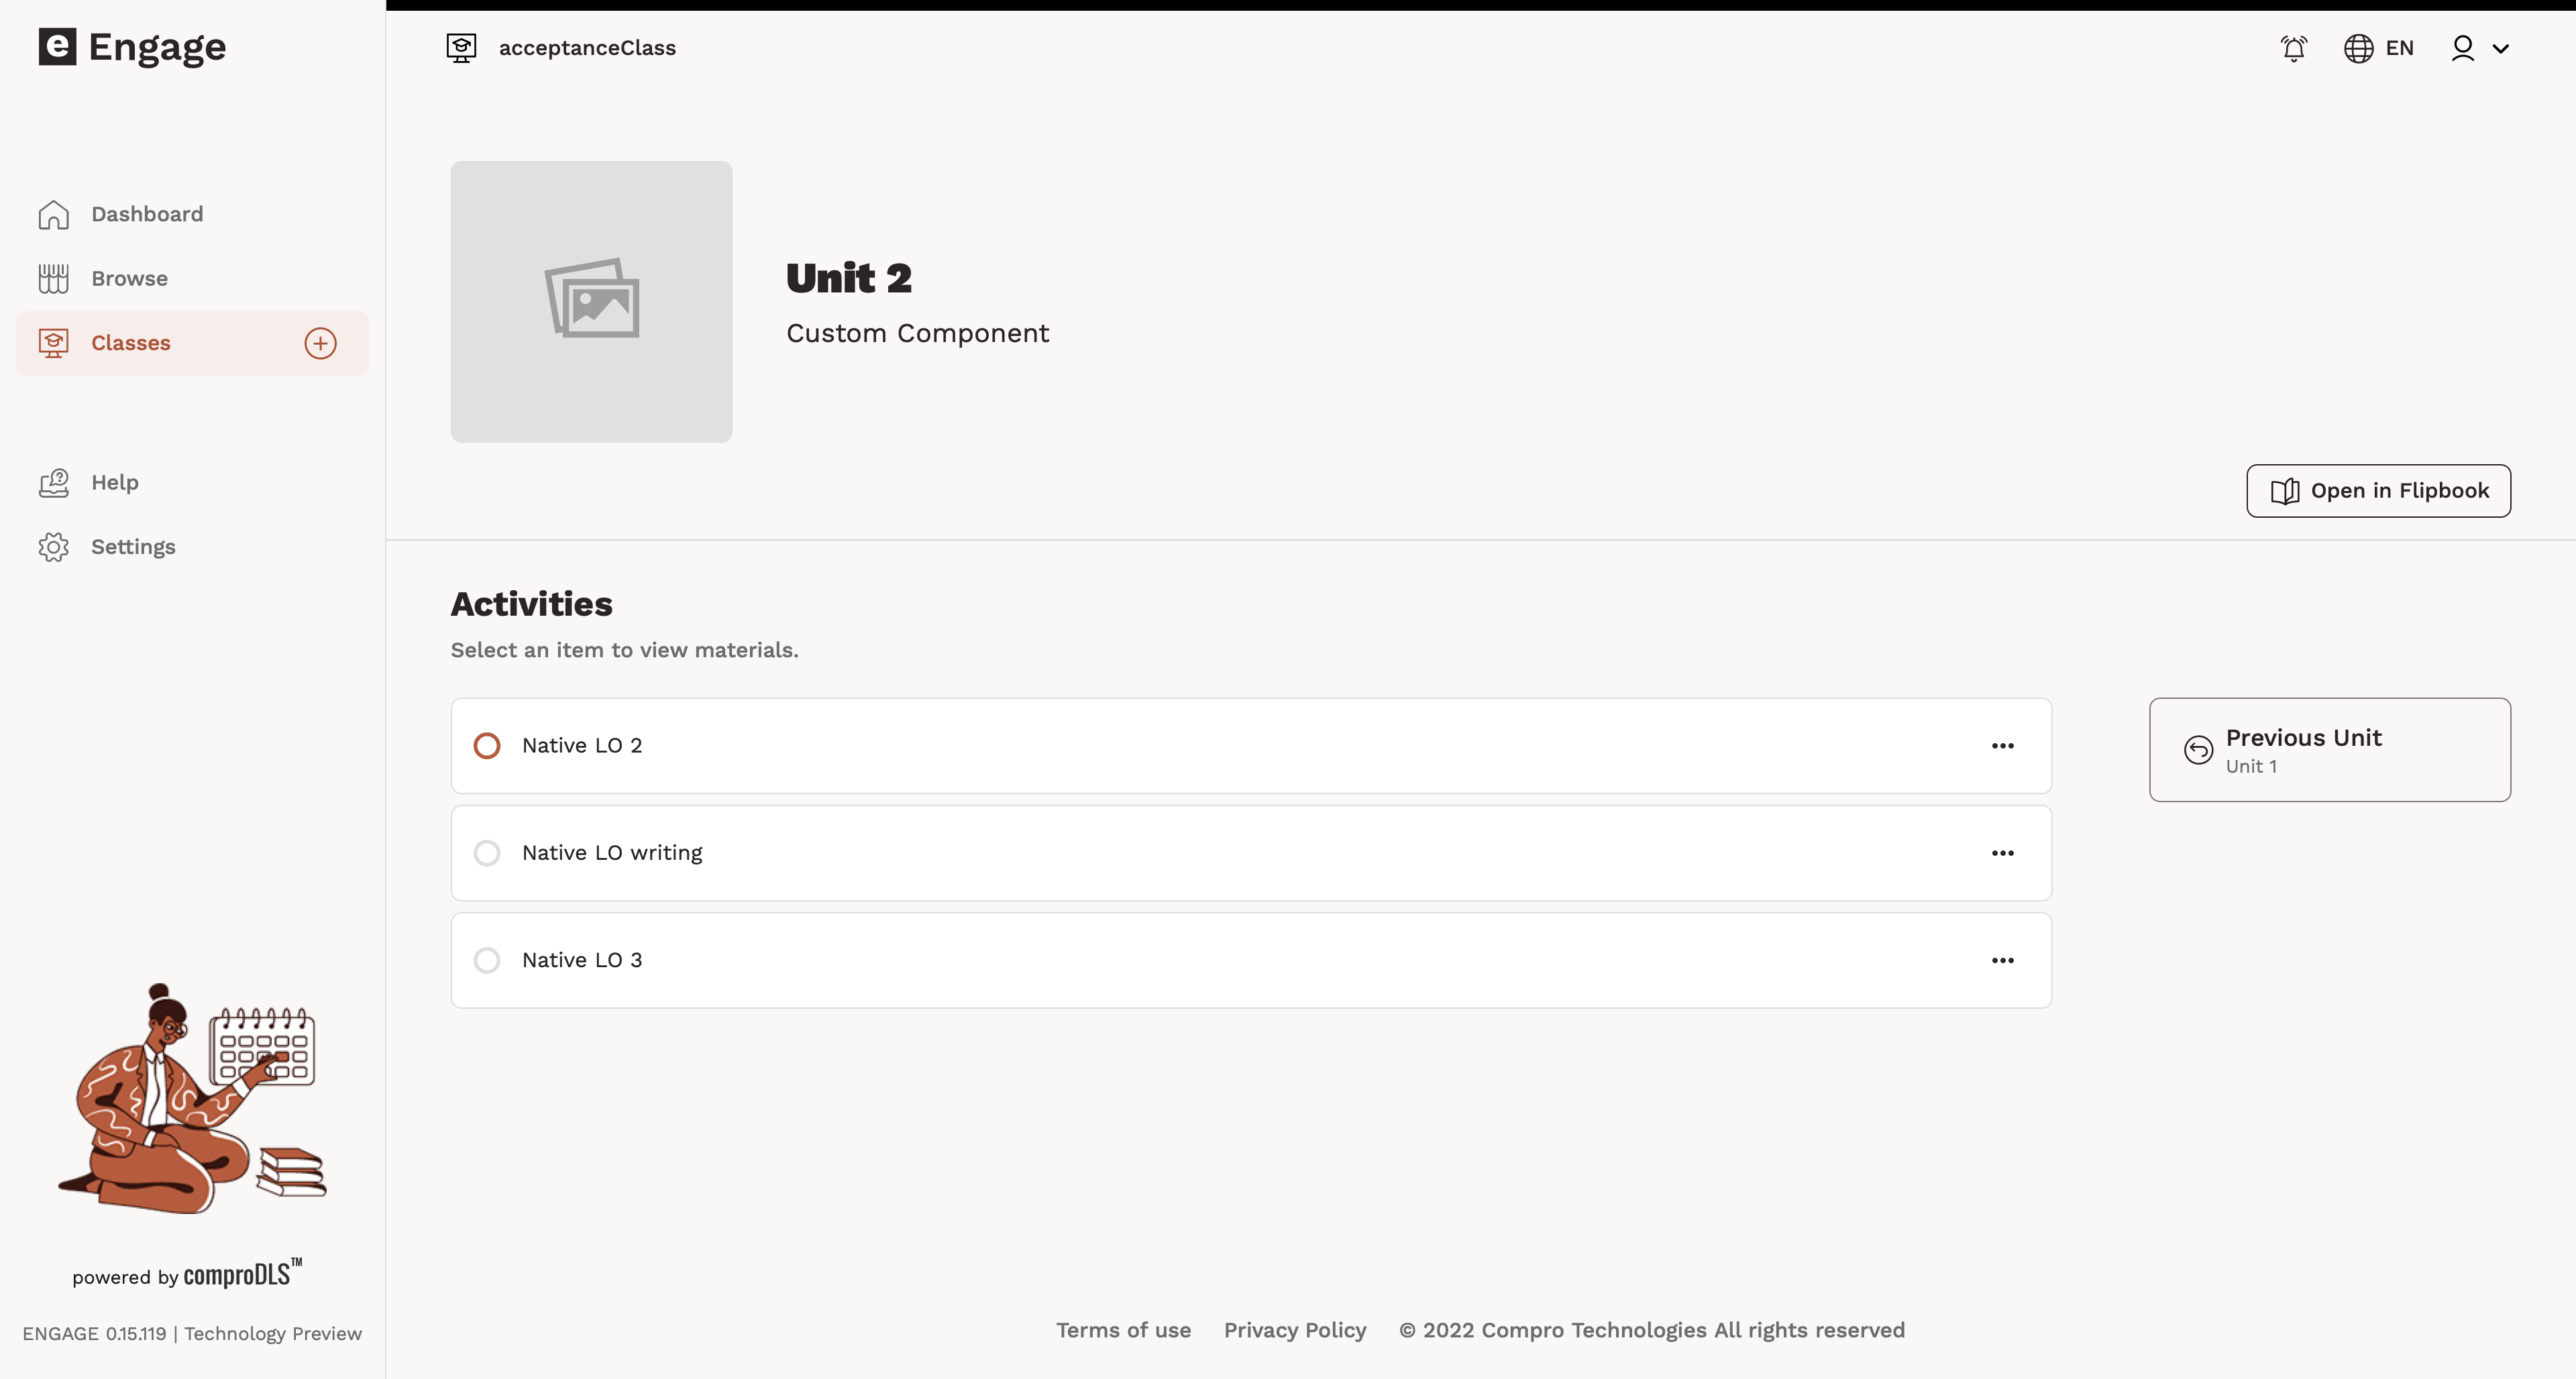 e Engage
acceptanceClass
EN
Dashboard
Browse
Classes
Help
Settings
Unit 2
Custom Component
Open in Flipbook
Activities
Select an item to view materials.
Native LO 2
Native LO writing
Native LO 3
Previous Unit
Unit 1
powered by comproDLS™
ENGAGE 0.15.119 | Technology Preview
Terms of use Privacy Policy © 2022 Compro Technologies All rights reserved